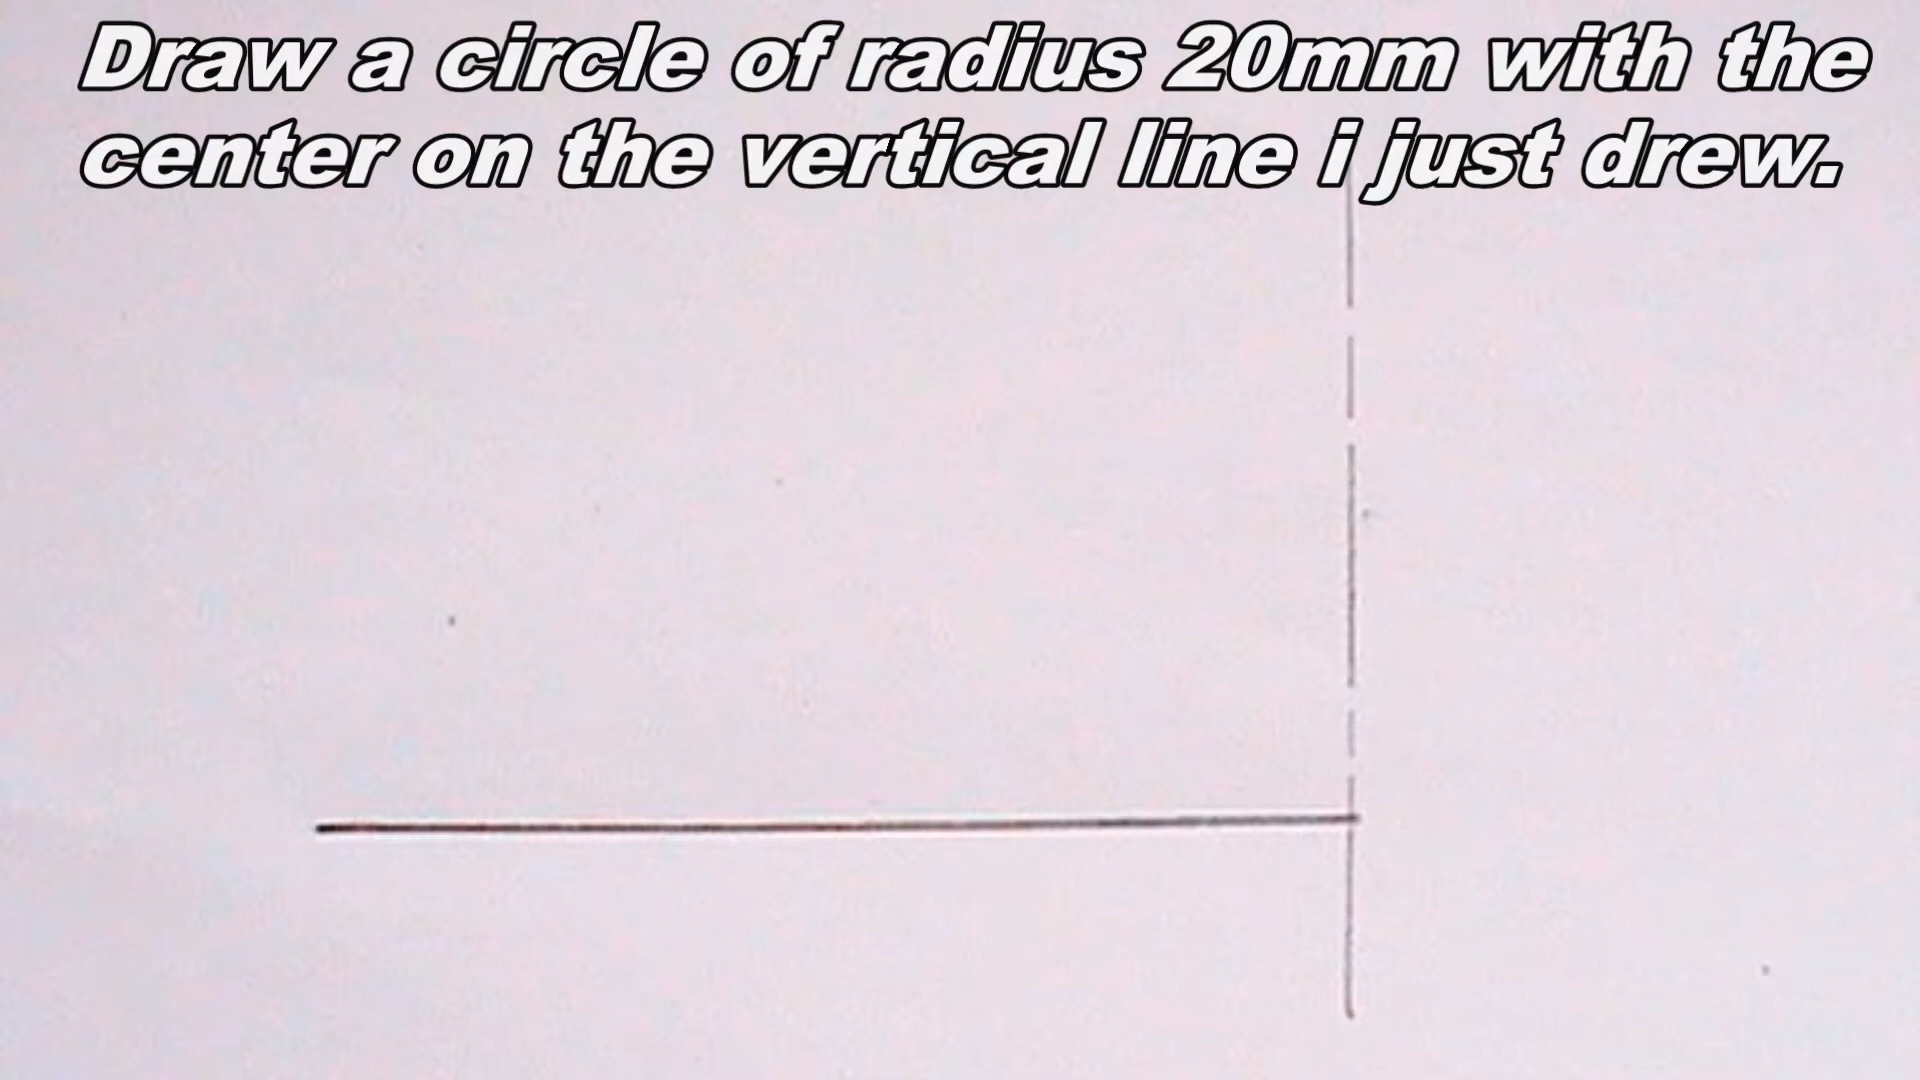 Draw a circle of radius 20mm with the
center on the vertical line i just drew.